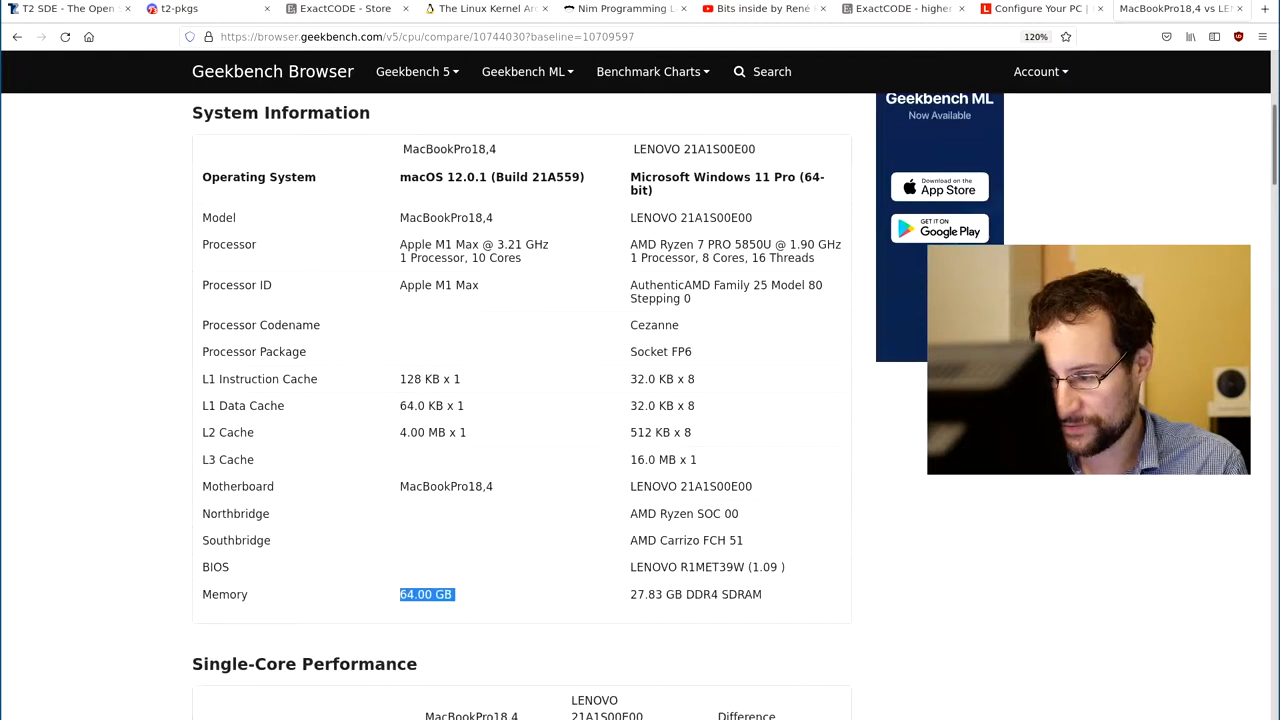 T2 SDE - The Open S
t2-pkgs
ExactCODE - Store
The Linux Kernel Arc
Nim Programming L
Bits inside by René R
ExactCODE - higher
Configure Your PC | 
MacBookPro18,4 vs LEN
https://browser.geekbench.com/v5/cpu/compare/10744030?baseline=10709597
120%
Geekbench Browser
Geekbench 5
Geekbench ML
Benchmark Charts
Search
Account
Geekbench ML
Now Available
Download on the
App Store
GET IT ON
Google Play
System Information
MacBookPro18,4 LENOVO 21A1S00E00
Operating System macOS 12.0.1 (Build 21A559) Microsoft Windows 11 Pro (64-
bit)
Model MacBookPro18,4 LENOVO 21A1S00E00
Processor Apple M1 Max @ 3.21 GHz AMD Ryzen 7 PRO 5850U @ 1.90 GHz
1 Processor, 10 Cores 1 Processor, 8 Cores, 16 Threads
Processor ID Apple M1 Max AuthenticAMD Family 25 Model 80
Stepping 0
Processor Codename Cezanne
Processor Package Socket FP6
L1 Instruction Cache 128 KB x 1 32.0 KB x 8
L1 Data Cache 64.0 KB x 1 32.0 KB x 8
L2 Cache 4.00 MB x 1 512 KB x 8
L3 Cache 16.0 MB x 1
Motherboard MacBookPro18,4 LENOVO 21A1S00E00
Northbridge AMD Ryzen SOC 00
Southbridge AMD Carrizo FCH 51
BIOS LENOVO R1MET39W (1.09 )
Memory 64.00 GB 27.83 GB DDR4 SDRAM
Single-Core Performance
LENOVO
MacBookPro18,4 21A1S00E00 Difference